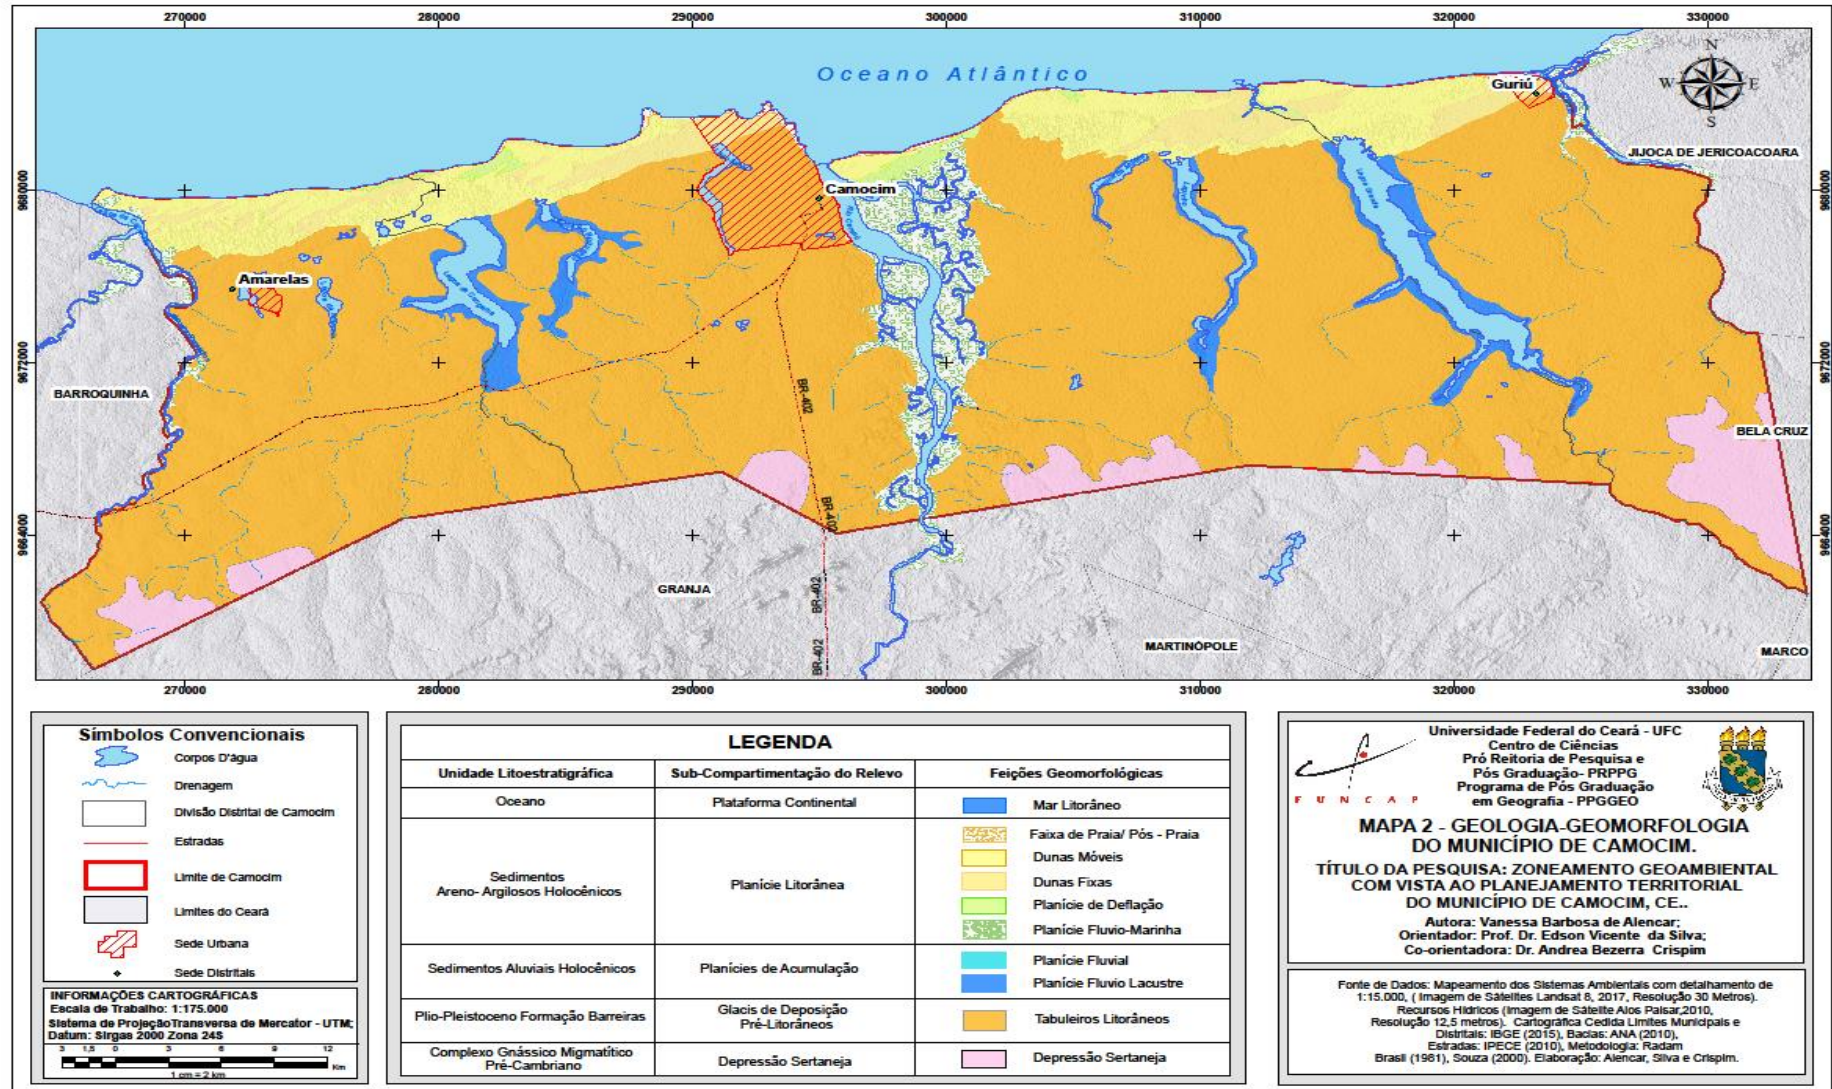 270000 280000 290000 300000 310000 320000 330000
Oceano Atlântico
N
W E
S
Guriú
JIJOCA DE JERICOACOARA
9680000
9680000
Camocim
Amarelas
9672000
9672000
BARROQUINHA
BR-402
BELA CRUZ
BR-402
9664000
9664000
GRANJA
BR-402
MARTINÓPOLE
BR-402
MARCO
270000 280000 290000 300000 310000 320000 330000
Símbolos Convencionais
Corpos D'água
Drenagem
Divisão Distrital de Camocim
Estradas
Limite de Camocim
Limites do Ceará
Sede Urbana
Sede Distritais
INFORMAÇÕES CARTOGRÁFICAS
Escala de Trabalho: 1:175.000
Sistema de ProjeçãoTransversa de Mercator - UTM;
Datum: Sirgas 2000 Zona 24S
3 1,5 0 3 6 9 12
Km
1 cm = 2 km
LEGENDA
Unidade Litoestratigráfica Sub-Compartimentação do Relevo Feições Geomorfológicas
Oceano Plataforma Continental Mar Litorâneo
Sedimentos
Areno- Argilosos Holocênicos
Planície Litorânea
Faixa de Praia/ Pós - Praia
Dunas Móveis
Dunas Fixas
Planície de Deflação
Planície Fluvio-Marinha
Sedimentos Aluviais Holocênicos Planícies de Acumulação
Planície Fluvial
Planície Fluvio Lacustre
Plio-Pleistoceno Formação Barreiras
Glacis de Deposição
Pré-Litorâneos
Tabuleiros Litorâneos
Complexo Gnássico Migmatítico
Pré-Cambriano
Depressão Sertaneja
Depressão Sertaneja
FUNCAP
Universidade Federal do Ceará - UFC
Centro de Ciências
Pró Reitoria de Pesquisa e
Pós Graduação- PRPPG
Programa de Pós Graduação
em Geografia - PPGGEO
MAPA 2 - GEOLOGIA-GEOMORFOLOGIA
DO MUNICÍPIO DE CAMOCIM.
TÍTULO DA PESQUISA: ZONEAMENTO GEOAMBIENTAL
COM VISTA AO PLANEJAMENTO TERRITORIAL
DO MUNICÍPIO DE CAMOCIM, CE..
Autora: Vanessa Barbosa de Alencar;
Orientador: Prof. Dr. Edson Vicente da Silva;
Co-orientadora: Dr. Andrea Bezerra Crispim
Fonte de Dados: Mapeamento dos Sistemas Ambientais com detalhamento de
1:15.000, ( Imagem de Sátelites Landsat 8, 2017, Resolução 30 Metros).
Recursos Hídricos (Imagem de Sátelite Alos Palsar,2010,
Resolução 12,5 metros). Cartográfica Cedida Limites Municipais e
Distritais: IBGE (2015), Bacias: ANA (2010),
Estradas: IPECE (2010), Metodologia: Radam
Brasil (1981), Souza (2000). Elaboração: Alencar, Silva e Crispim.